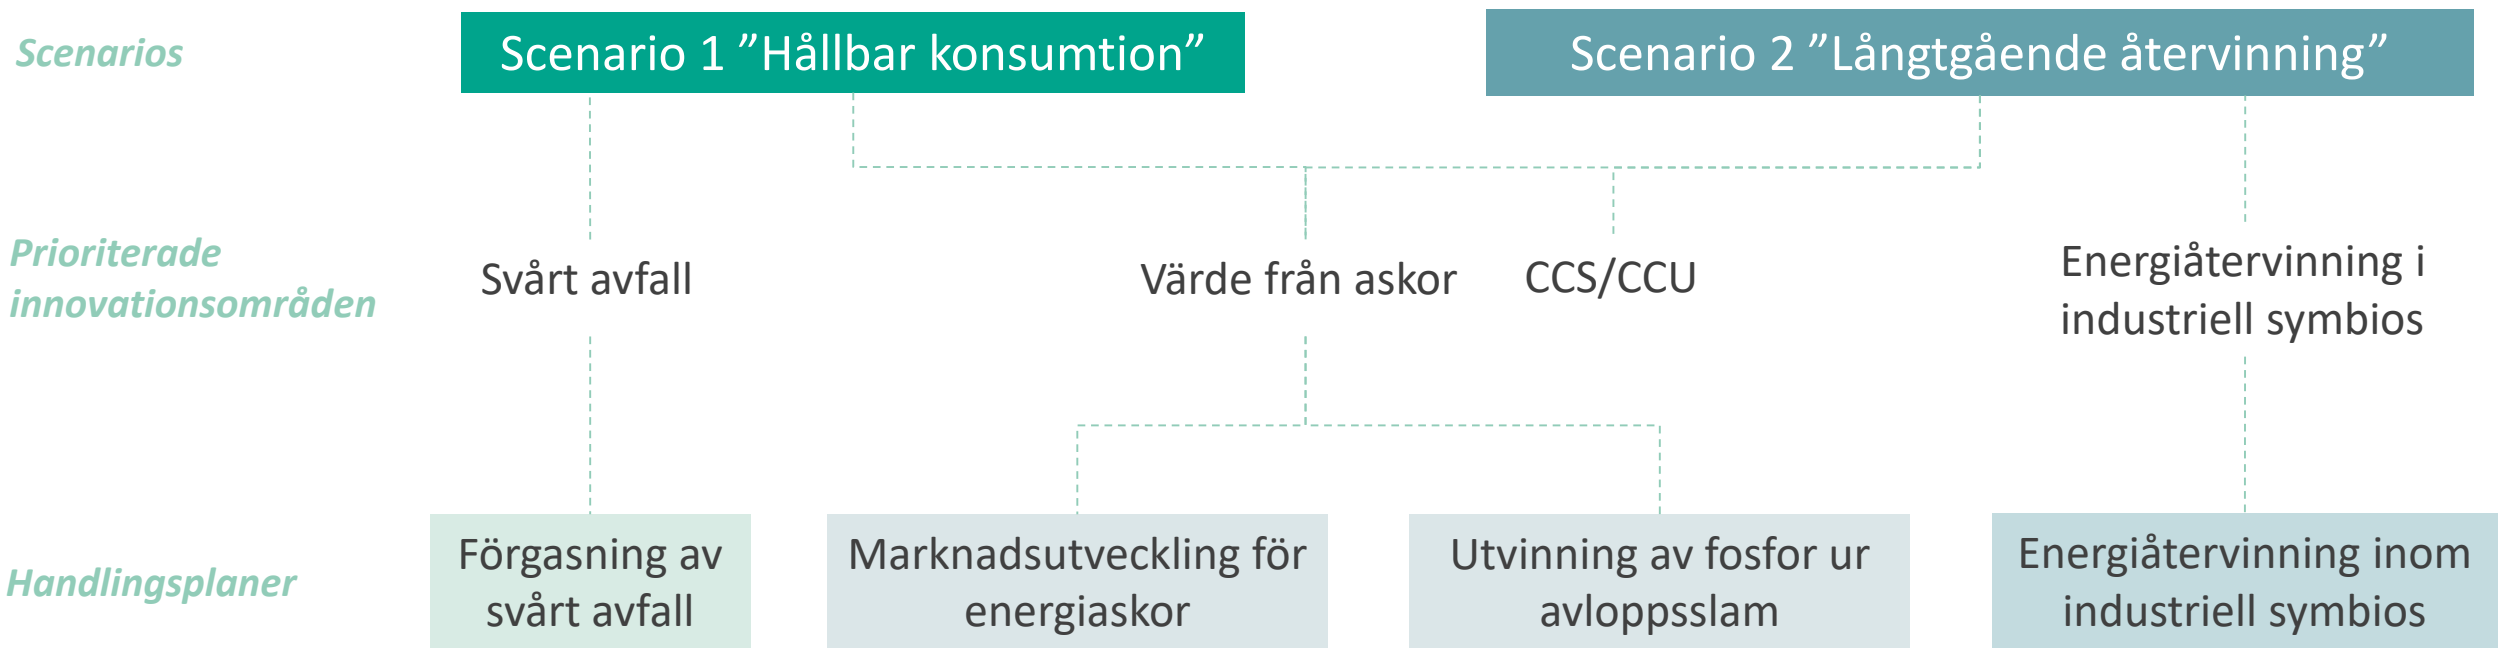 Scenarios
Scenario 1 ”Hållbar konsumtion”
Scenario 2 ”Långtgående återvinning”
Prioriterade
innovationsområden
Svårt avfall
Värde från askor
CCS/CCU
Energiåtervinning i
industriell symbios
Handlingsplaner
Förgasning av
svårt avfall
Marknadsutveckling för
energiaskor
Utvinning av fosfor ur
avloppsslam
Energiåtervinning inom
industriell symbios